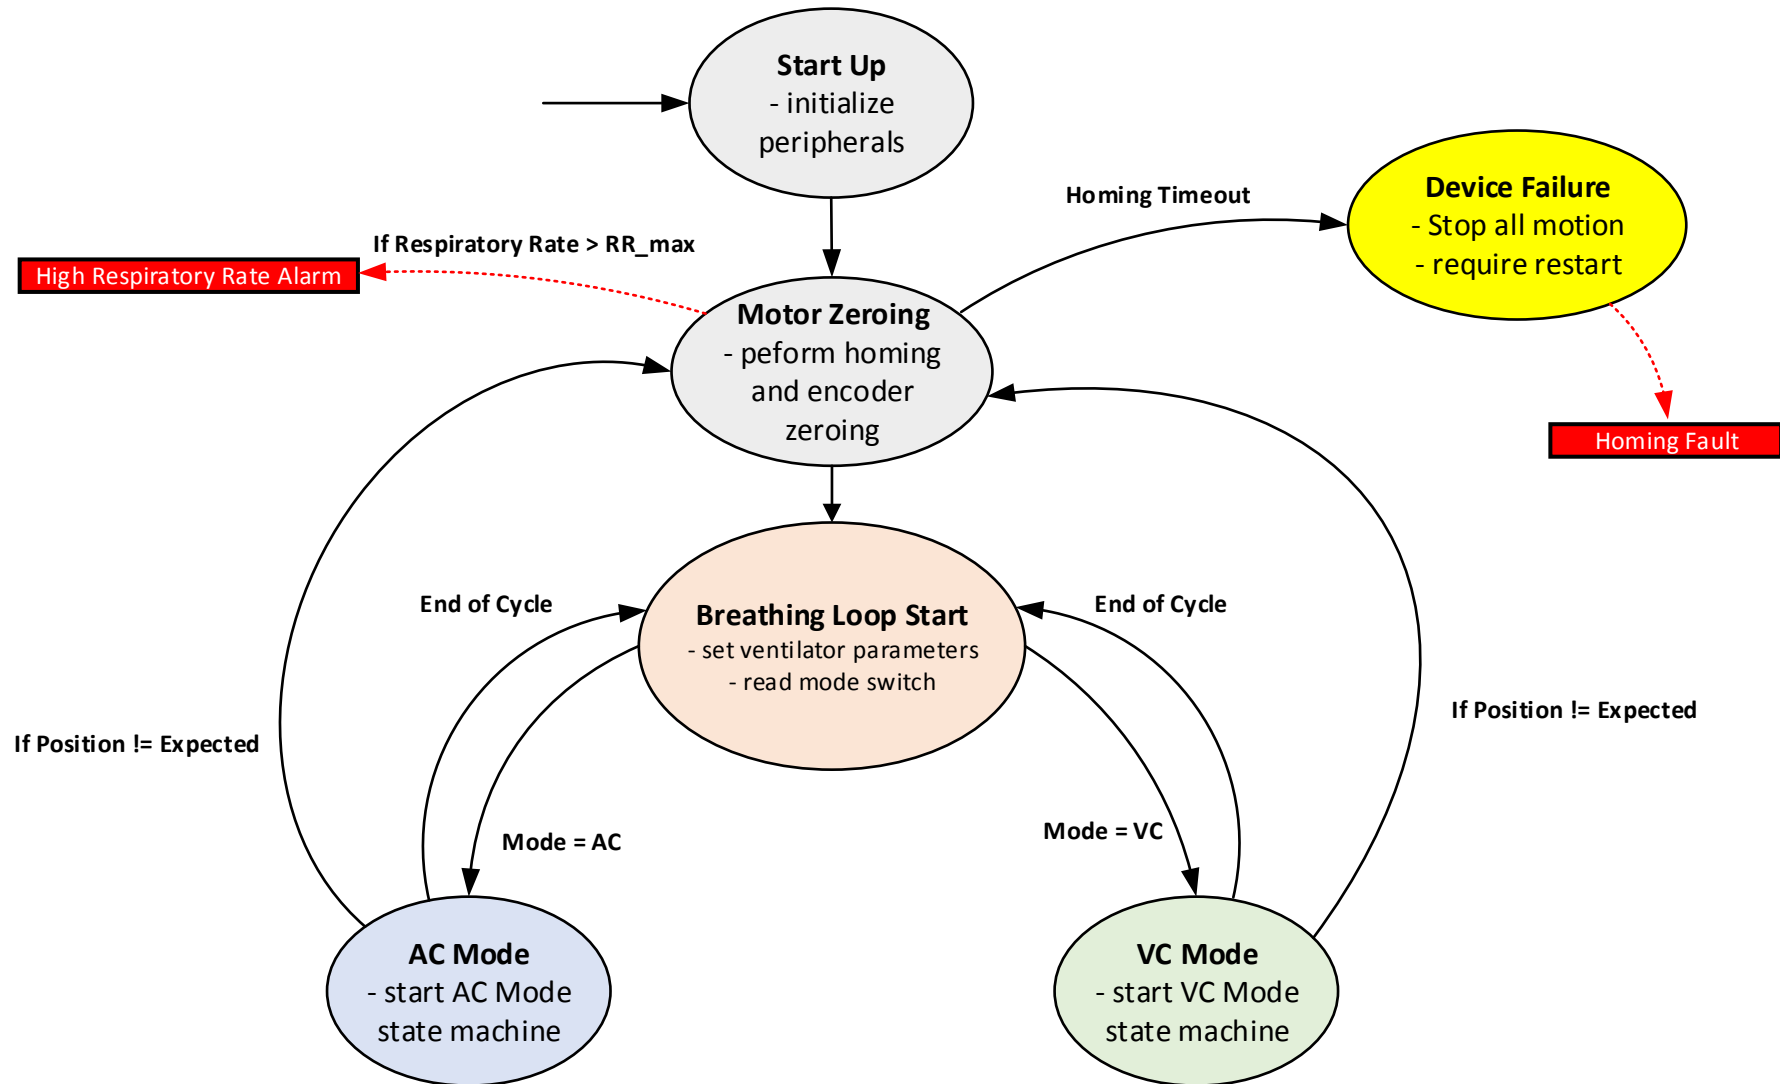 Start Up
- initialize
peripherals
Homing Timeout
Device Failure
- Stop all motion
- require restart
If Respiratory Rate > RR_max
High Respiratory Rate Alarm
Motor Zeroing
- peform homing
and encoder
zeroing
Homing Fault
End of Cycle
Breathing Loop Start
- set ventilator parameters
- read mode switch
End of Cycle
If Position != Expected
If Position != Expected
Mode = AC
Mode = VC
AC Mode
- start AC Mode
state machine
VC Mode
- start VC Mode
state machine